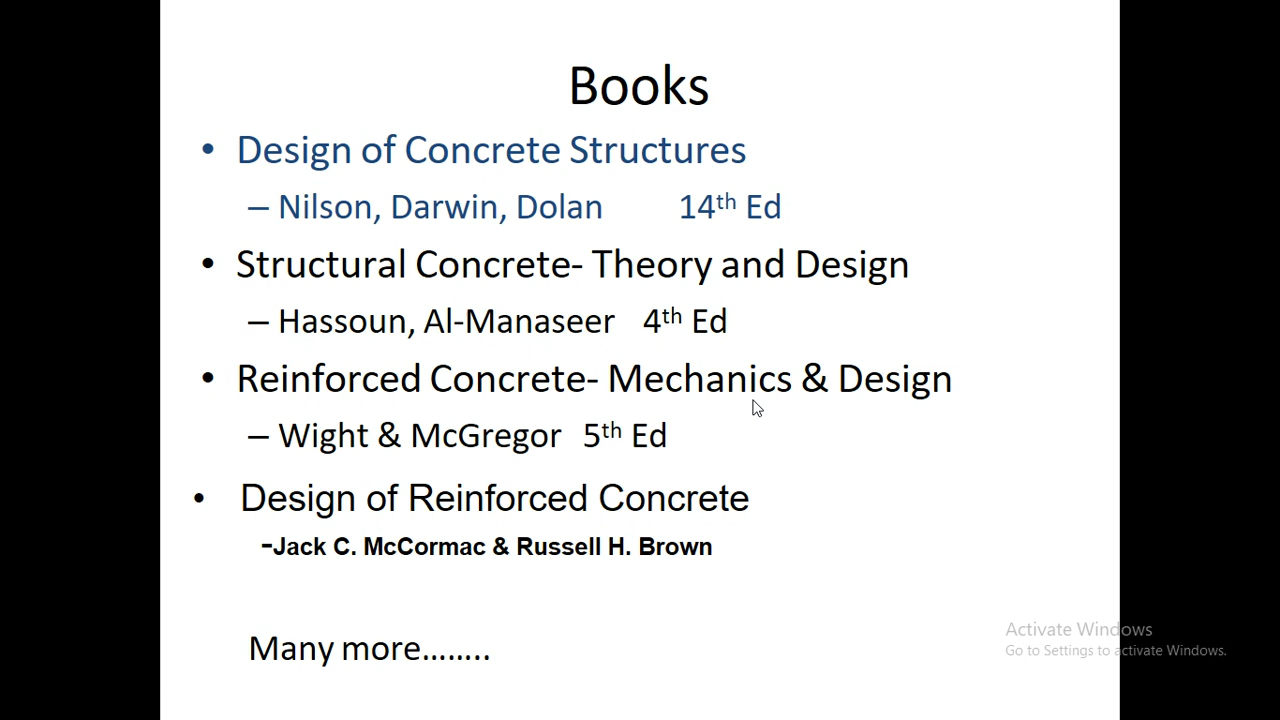 Books
• Design of Concrete Structures
– Nilson, Darwin, Dolan 14th Ed
• Structural Concrete- Theory and Design
– Hassoun, Al-Manaseer 4th Ed
• Reinforced Concrete- Mechanics & Design
– Wight & McGregor 5th Ed
• Design of Reinforced Concrete
-Jack C. McCormac & Russell H. Brown
Many more……..
Activate Windows
Go to Settings to activate Windows.